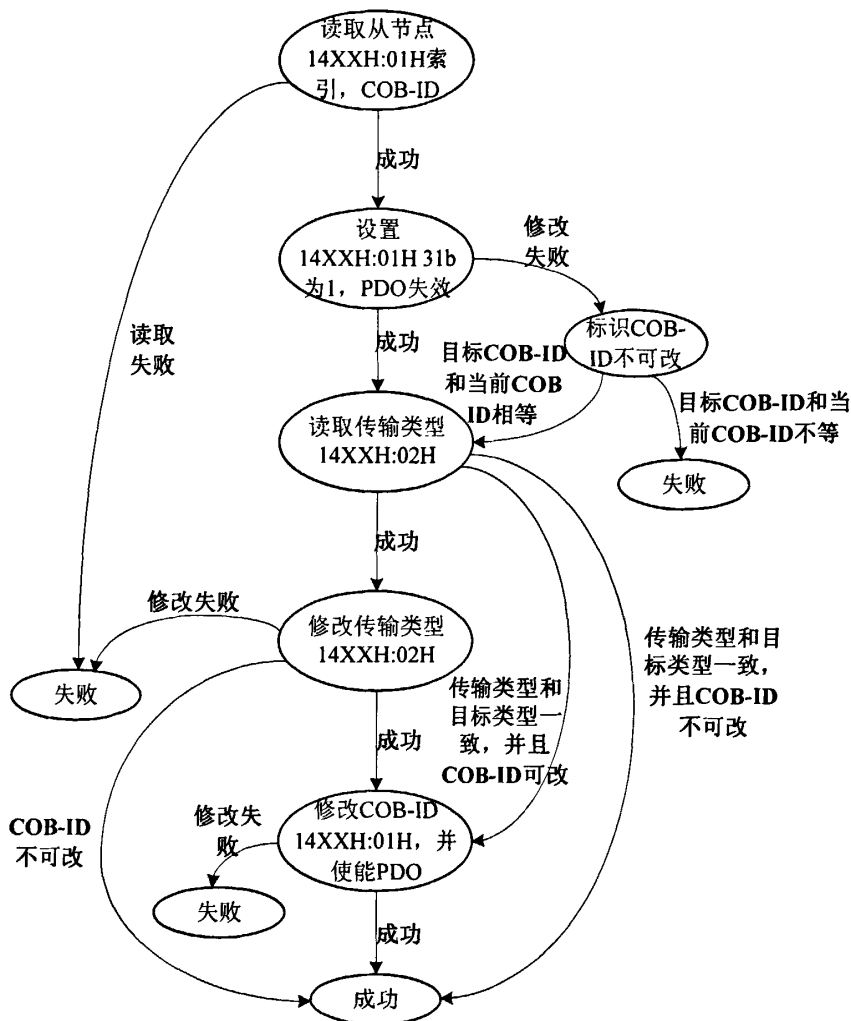 读取从节点
14XXH:01H索
引，COB-ID
成功
设置
14XXH:01H 31b
为1，PDO失效
修改
失败
标识COB-
ID不可改
读取
失败
成功
目标COB-ID
和当前COB
ID相等
目标COB-ID和当
前COB-ID不等
读取传输类型
14XXH:02H
失败
成功
修改失败
修改传输类型
14XXH:02H
传输类型和目
标类型一致，
并且COB-ID
不可改
失败
传输类型和
目标类型一
致，并且
COB-ID可改
成功
COB-ID
不可改
修改失
败
修改COB-ID
14XXH:01H，并
使能PDO
失败
成功
成功